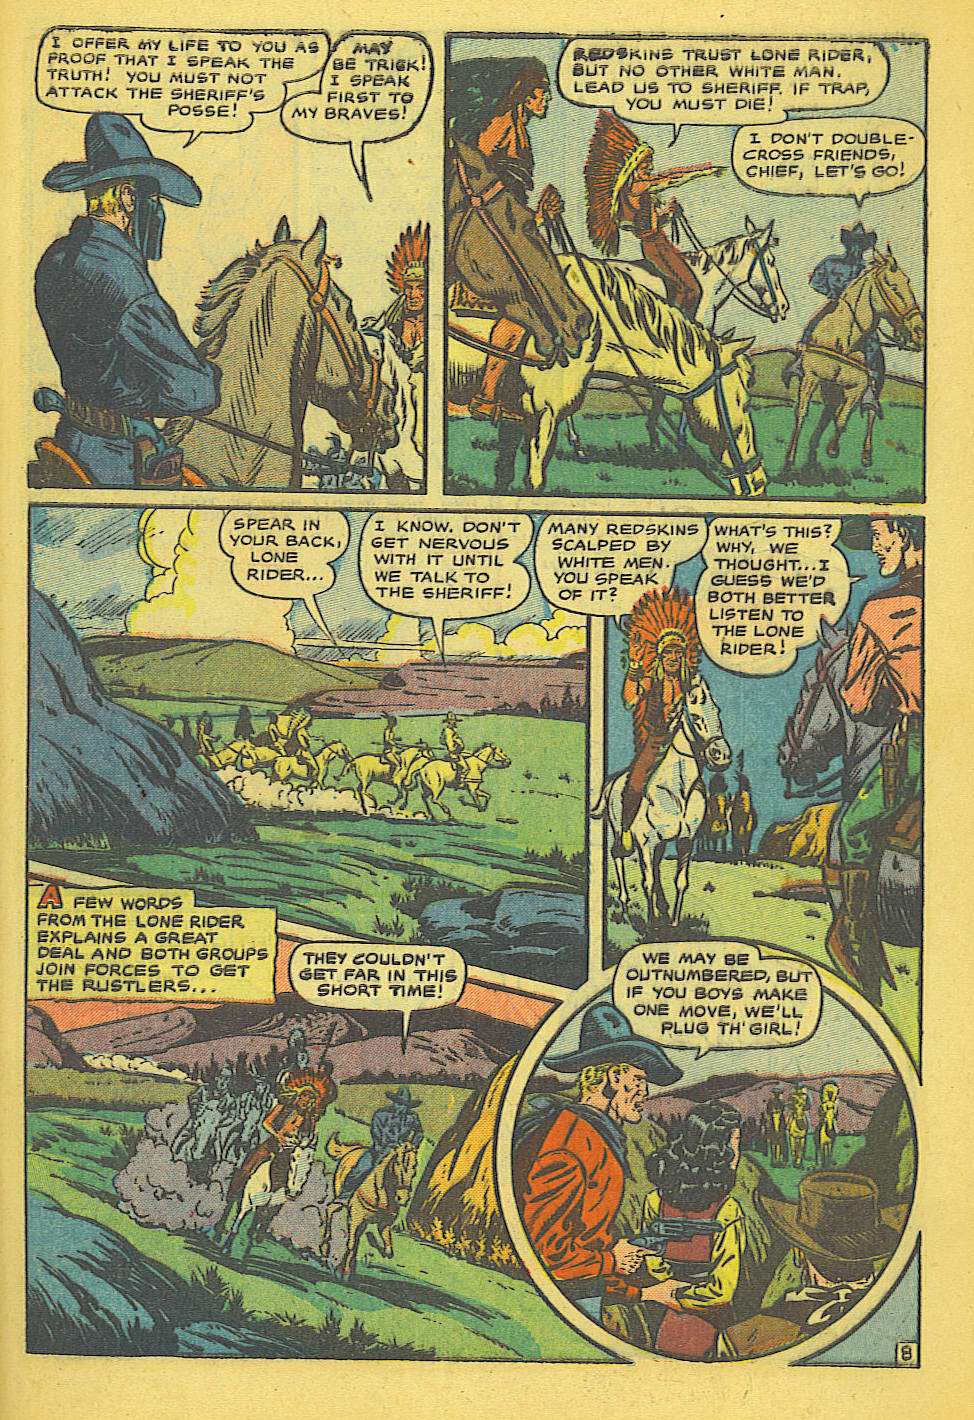 I OFFER MY LIFE TO YOU AS
PROOF THAT I SPEAK THE
TRUTH! YOU MUST NOT
ATTACK THE SHERIFF'S
POSSE!
MAY
BE TRICK!
I SPEAK
FIRST TO
MY BRAVES!
REDSKINS TRUST LONE RIDER,
BUT NO OTHER WHITE MAN.
LEAD US TO SHERIFF. IF TRAP,
YOU MUST DIE!
I DON'T DOUBLE-
CROSS FRIENDS,
CHIEF, LET'S GO!
SPEAR IN
YOUR BACK,
LONE
RIDER...
I KNOW. DON'T
GET NERVOUS
WITH IT UNTIL
WE TALK TO
THE SHERIFF!
MANY REDSKINS
SCALPED BY
WHITE MEN.
YOU SPEAK
OF IT?
WHAT'S THIS?
WHY, WE
THOUGHT...I
GUESS WE'D
BOTH BETTER
LISTEN TO
THE LONE
RIDER!
A FEW WORDS
FROM THE LONE RIDER
EXPLAINS A GREAT
DEAL AND BOTH GROUPS
JOIN FORCES TO GET
THE RUSTLERS...
THEY COULDN'T
GET FAR IN THIS
SHORT TIME!
WE MAY BE
OUTNUMBERED, BUT
IF YOU BOYS MAKE
ONE MOVE, WE'LL
PLUG TH' GIRL!
8